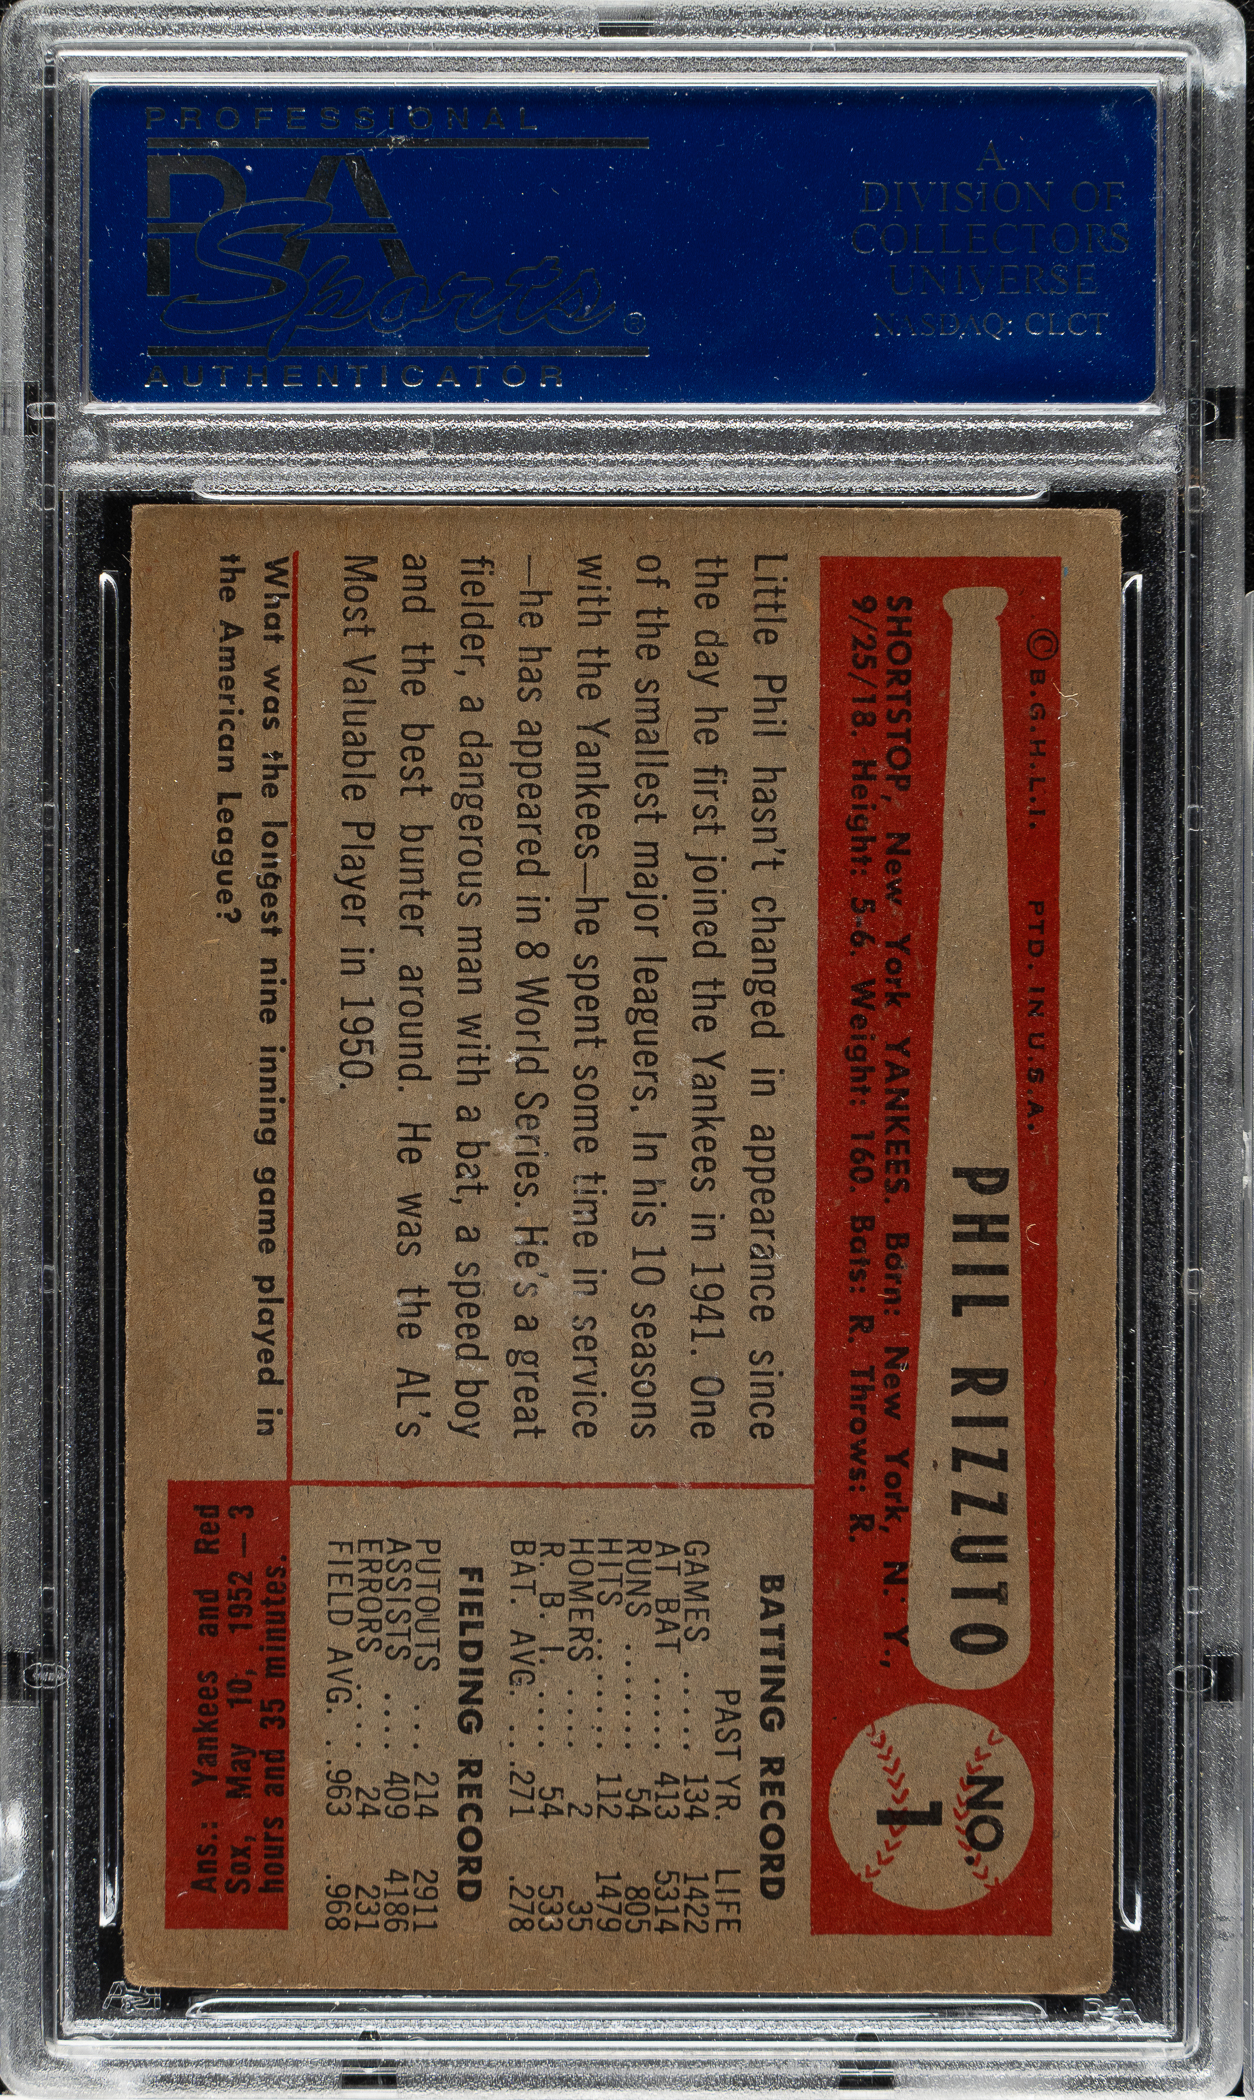 PROFESSIONAL
PSA
Sports®
AUTHENTICATOR
A
DIVISION OF
COLLECTORS
UNIVERSE
NASDAQ: CLCT
© B.G.H.L.I. PTD. IN U.S.A.
PHIL RIZZUTO
NO.
1
SHORTSTOP, New York YANKEES. Born: New York, N. Y.,
9/25/18. Height: 5-6. Weight: 160. Bats: R. Throws: R.
Little Phil hasn't changed in appearance since
the day he first joined the Yankees in 1941. One
of the smallest major leaguers. In his 10 seasons
with the Yankees—he spent some time in service
—he has appeared in 8 World Series. He's a great
fielder, a dangerous man with a bat, a speed boy
and the best bunter around. He was the AL's
Most Valuable Player in 1950.
BATTING RECORD
PAST YR. LIFE
GAMES ..... 134 1422
AT BAT ..... 413 5314
RUNS ...... 54 805
HITS ...... 112 1479
HOMERS .... 2 35
R. B. I. .... 54 533
BAT. AVG. ...271 .278
FIELDING RECORD
PUTOUTS ... 214 2911
ASSISTS .... 409 4186
ERRORS .... 24 231
FIELD AVG. ...963 .968
What was the longest nine inning game played in
the American League?
Ans.: Yankees and Red
Sox, May 10, 1952—3
hours and 35 minutes.